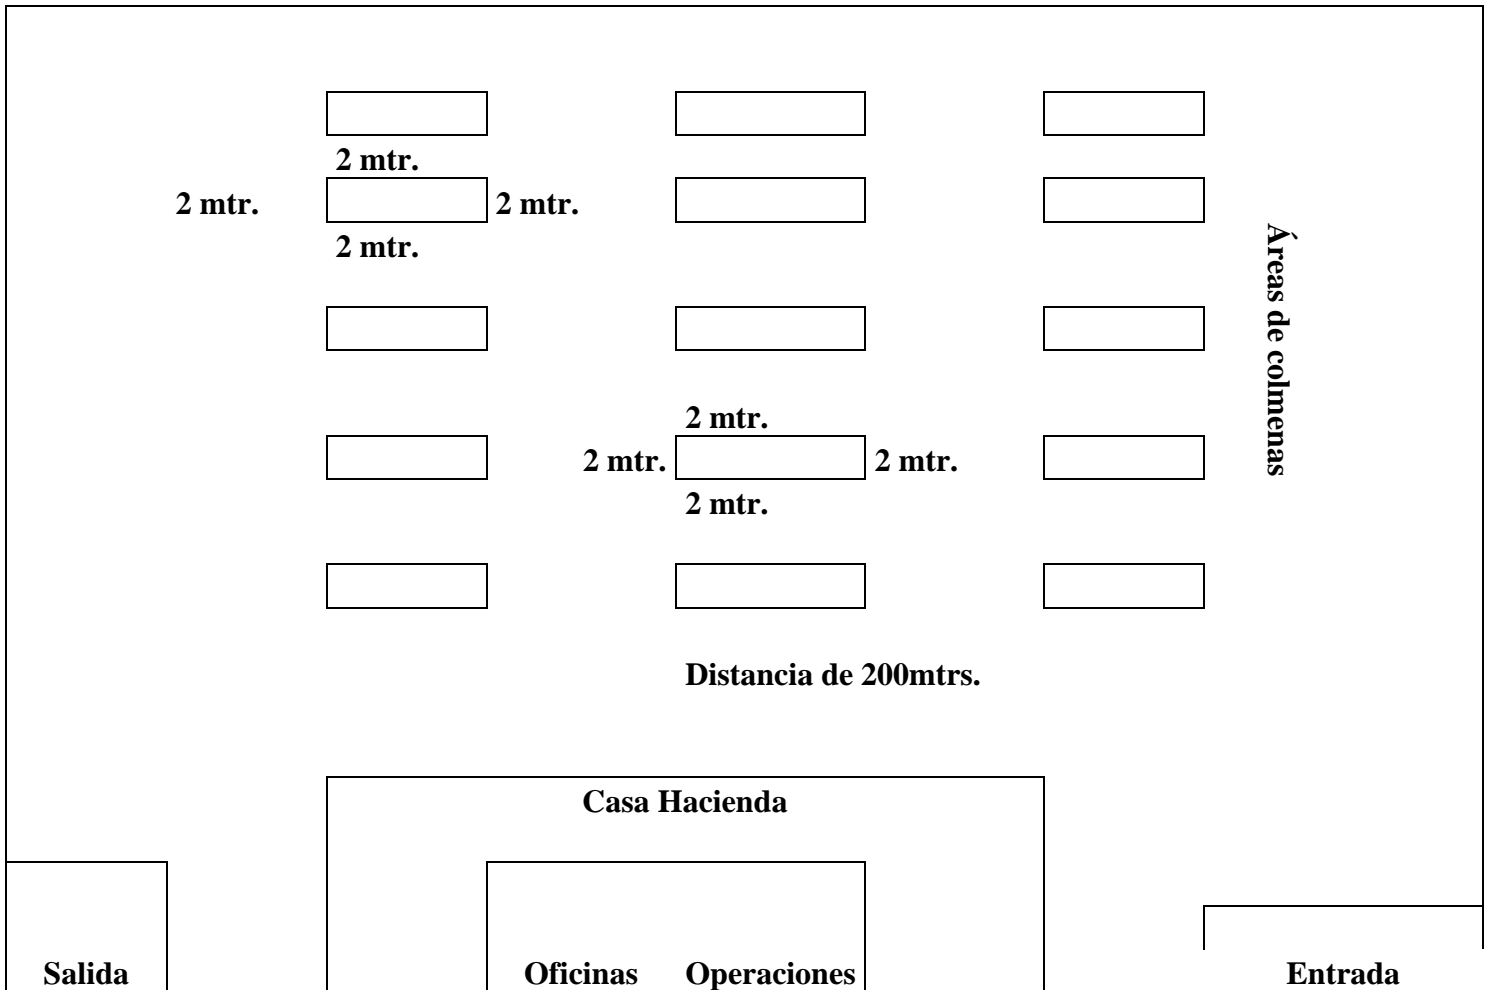 2 mtr.
2 mtr. 2 mtr.
2 mtr.
Áreas de colmenas
2 mtr.
2 mtr. 2 mtr.
2 mtr.
Distancia de 200mtrs.
Casa Hacienda
Salida Oficinas Operaciones Entrada